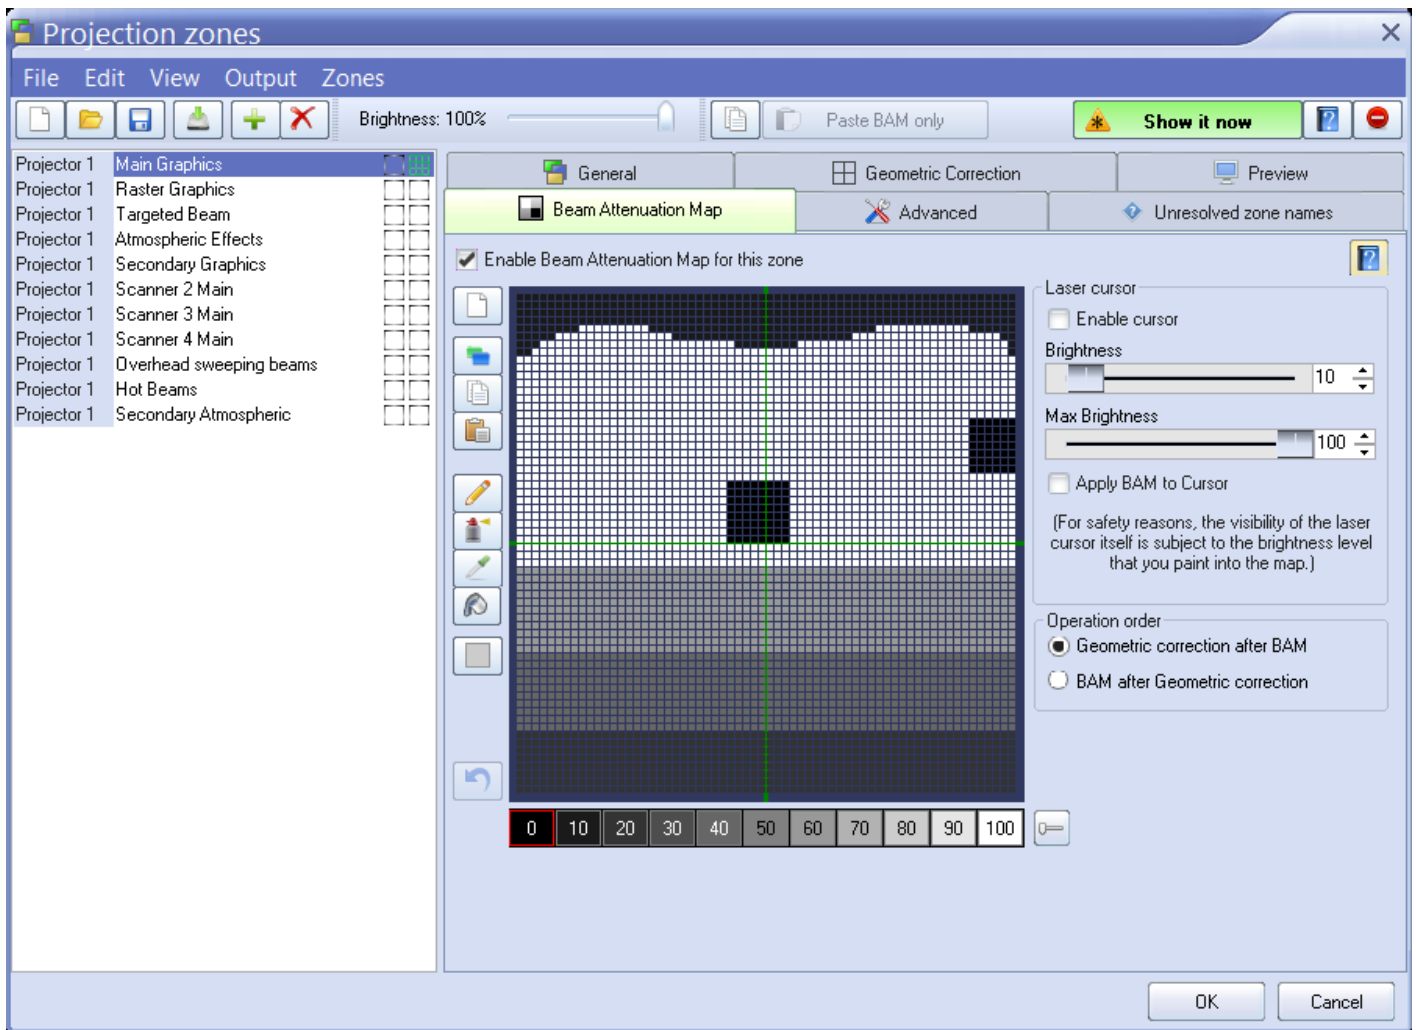 Projection zones
File Edit View Output Zones
Brightness: 100%
Paste BAM only
Show it now
Projector 1 Main Graphics
Projector 1 Raster Graphics
Projector 1 Targeted Beam
Projector 1 Atmospheric Effects
Projector 1 Secondary Graphics
Projector 1 Scanner 2 Main
Projector 1 Scanner 3 Main
Projector 1 Scanner 4 Main
Projector 1 Overhead sweeping beams
Projector 1 Hot Beams
Projector 1 Secondary Atmospheric
General
Geometric Correction
Preview
Beam Attenuation Map
Advanced
Unresolved zone names
Enable Beam Attenuation Map for this zone
Laser cursor
Enable cursor
Brightness
10
Max Brightness
100
Apply BAM to Cursor
(For safety reasons, the visibility of the laser
cursor itself is subject to the brightness level
that you paint into the map.)
Operation order
Geometric correction after BAM
BAM after Geometric correction
0 10 20 30 40 50 60 70 80 90 100
OK
Cancel